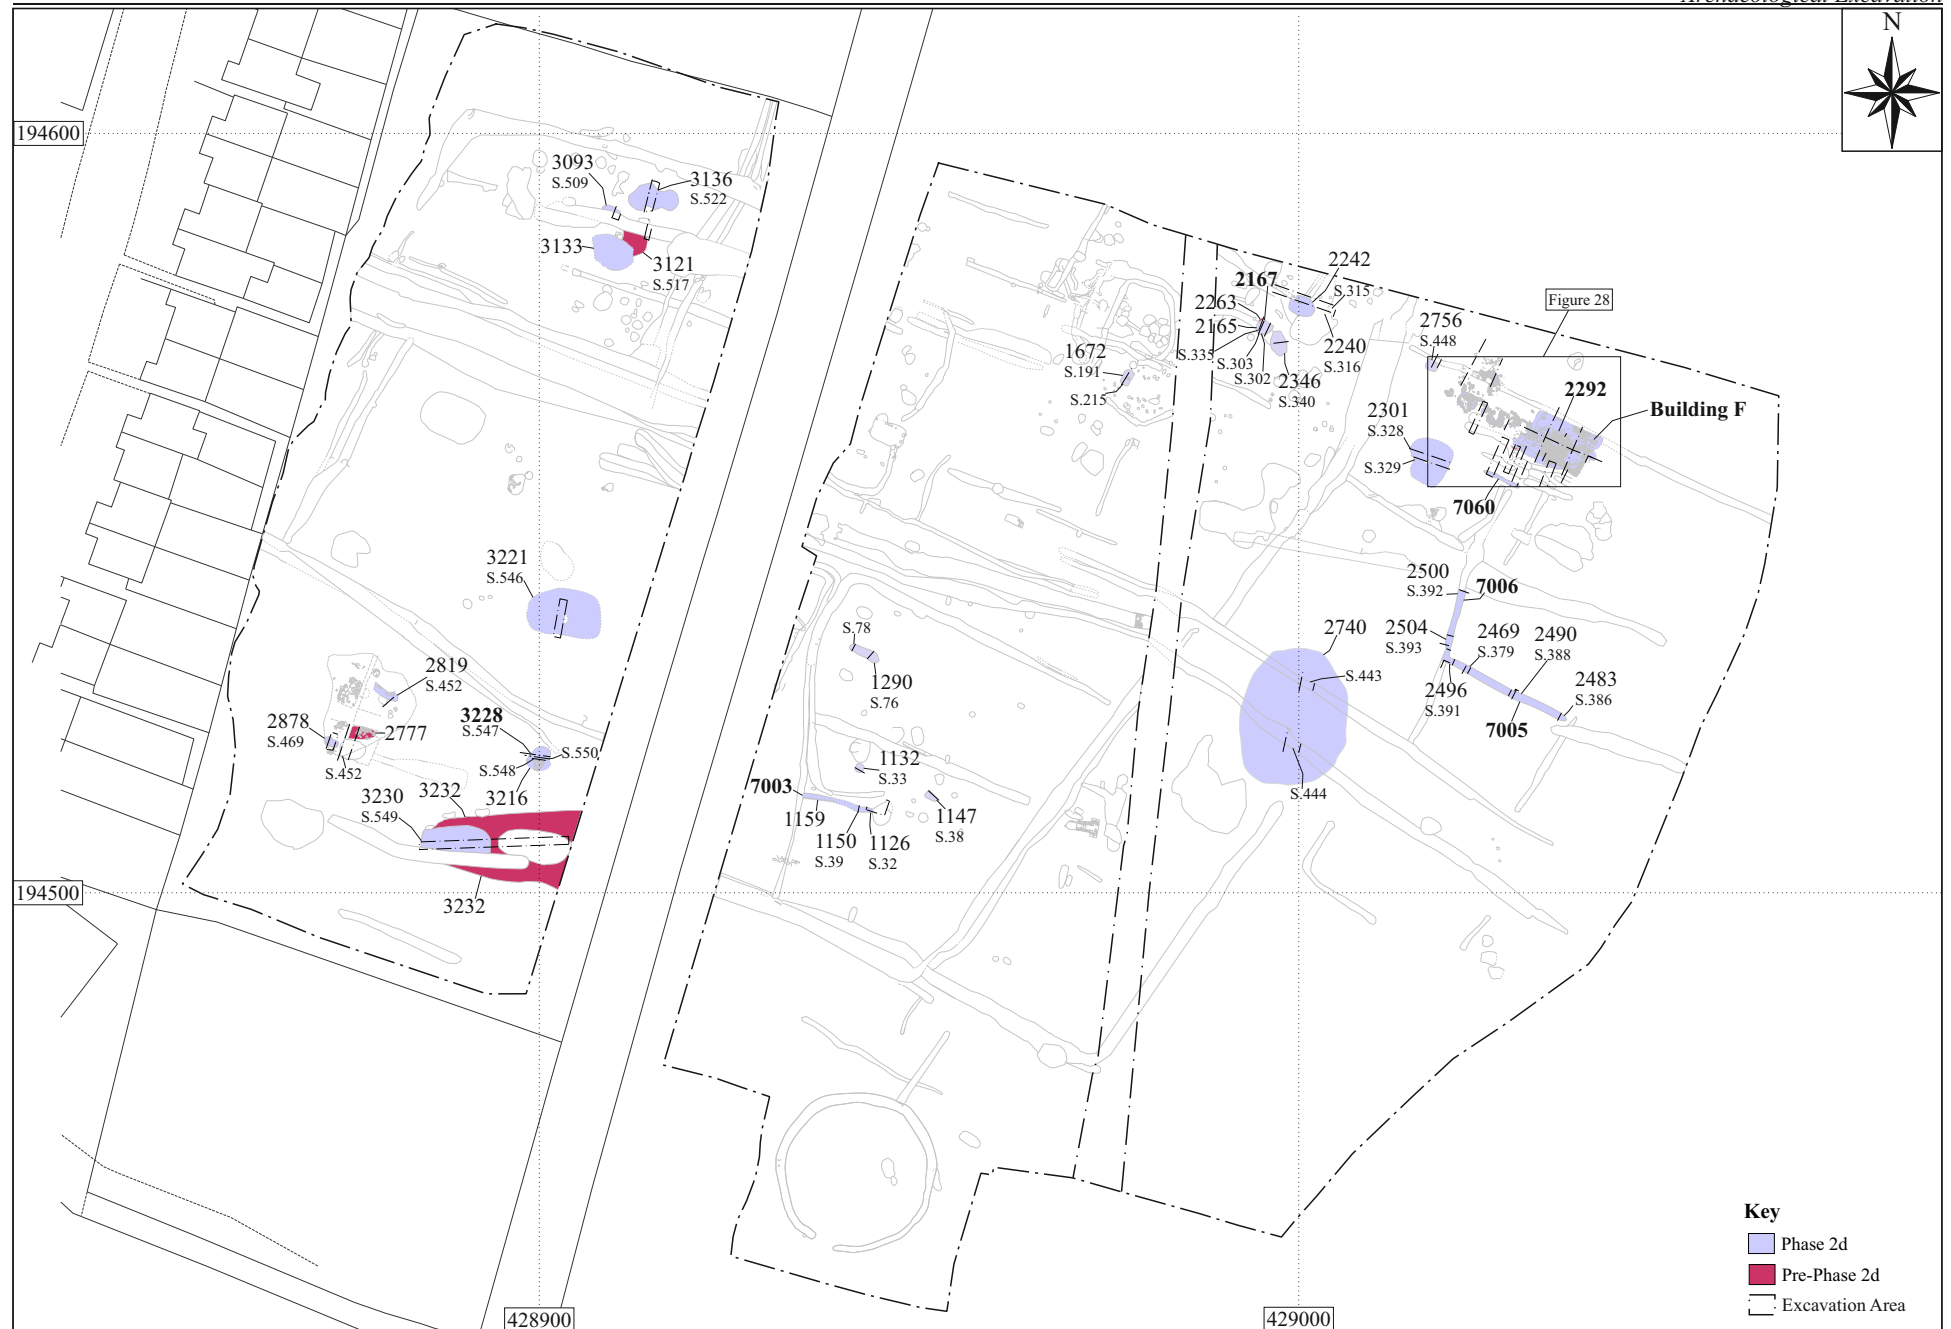 Archaeological Excavation
N
194600
3093
S.509
3136
S.522
3133
3121
S.517
2242
S.315
2167
2263
2165
S.335
S.303
S.302
2240
S.316
2346
S.340
1672
S.191
S.215
Figure 28
2756
S.448
2292
Building F
2301
S.328
S.329
7060
3221
S.546
2500
S.392
7006
2504
S.393
2469
S.379
2490
S.388
2483
S.386
2496
S.391
7005
2740
S.443
S.444
S.78
1290
S.76
2819
S.452
2878
S.469
2777
S.452
3228
S.547
S.550
S.548
3216
1132
S.33
7003
1159
1150
S.39
1126
S.32
1147
S.38
3230
S.549
3232
3232
194500
Key
Phase 2d
Pre-Phase 2d
Excavation Area
428900
429000